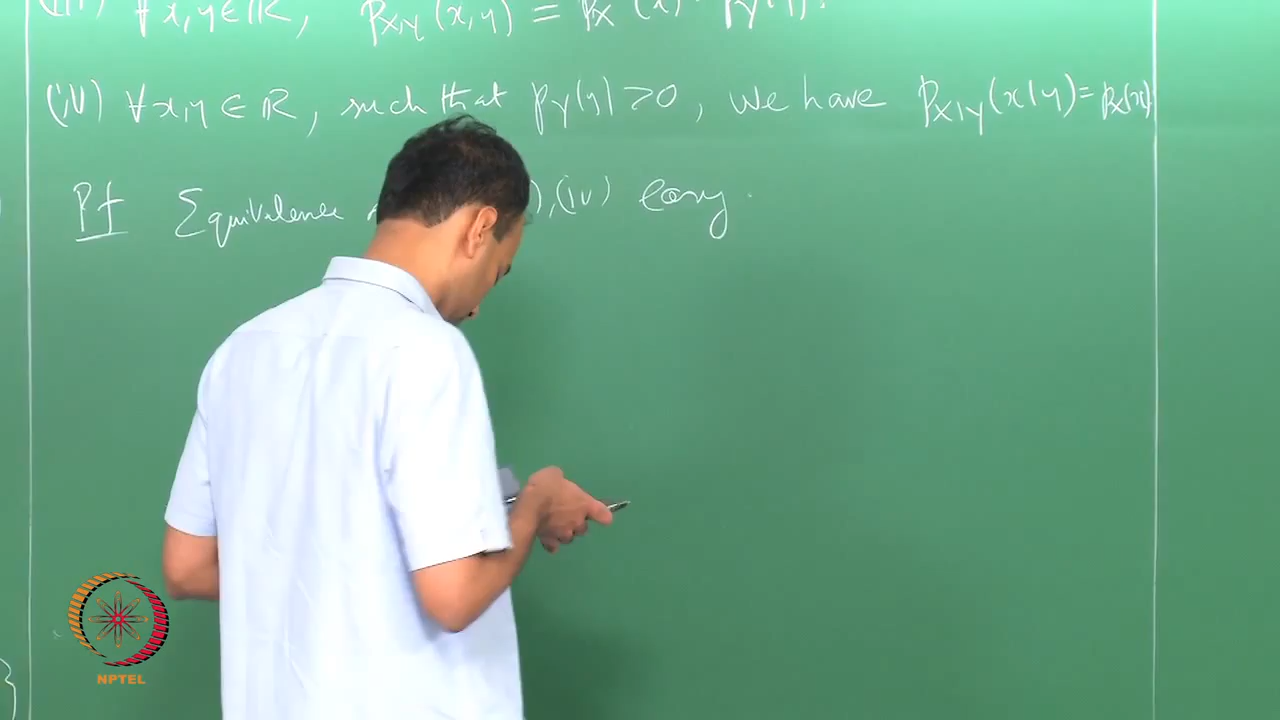 (iii) ∀ x, y ∈ ℝ, p_{X,Y}(x,y) = p_X(x) · p_Y(y).
(iv) ∀ x, y ∈ ℝ, such that p_Y(y) > 0, we have p_{X|Y}(x|y) = p_X(x).
Pf Equivalence ), (iv) easy.
NPTEL